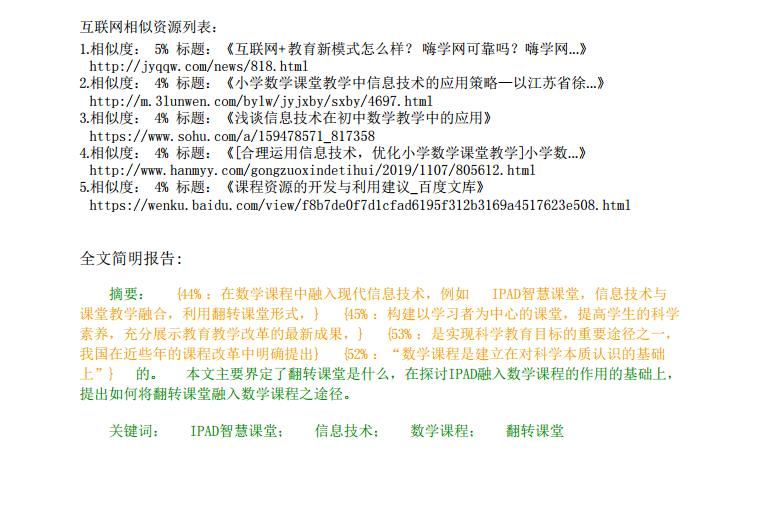 互联网相似资源列表:
1.相似度: 5% 标题: 《互联网+教育新模式怎么样? 嗨学网可靠吗? 嗨学网…》
http://jyqqw.com/news/818.html
2.相似度: 4% 标题: 《小学数学课堂教学中信息技术的应用策略—以江苏省徐…》
http://m.31unwen.com/bylw/jyjxby/sxby/4697.html
3.相似度: 4% 标题: 《浅谈信息技术在初中数学教学中的应用》
https://www.sohu.com/a/159478571_817358
4.相似度: 4% 标题: 《[合理运用信息技术, 优化小学数学课堂教学]小学数…》
http://www.hanmyy.com/gongzuoxindetihui/2019/1107/805612.html
5.相似度: 4% 标题: 《课程资源的开发与利用建议_百度文库》
https://wenku.baidu.com/view/f8b7de0f7d1cfad6195f312b3169a4517623e508.html
全文简明报告:
摘要: {44%:在数学课程中融入现代信息技术,例如 IPAD智慧课堂,信息技术与
课堂教学融合,利用翻转课堂形式,} {45%:构建以学习者为中心的课堂,提高学生的科学
素养,充分展示教育教学改革的最新成果,} {53%:是实现科学教育目标的重要途径之一,
我国在近些年的课程改革中明确提出} {52%:“数学课程是建立在对科学本质认识的基础
上”} 的。 本文主要界定了翻转课堂是什么,在探讨IPAD融入数学课程的作用的基础上,
提出如何将翻转课堂融入数学课程之途径。
关键词: IPAD智慧课堂; 信息技术; 数学课程; 翻转课堂